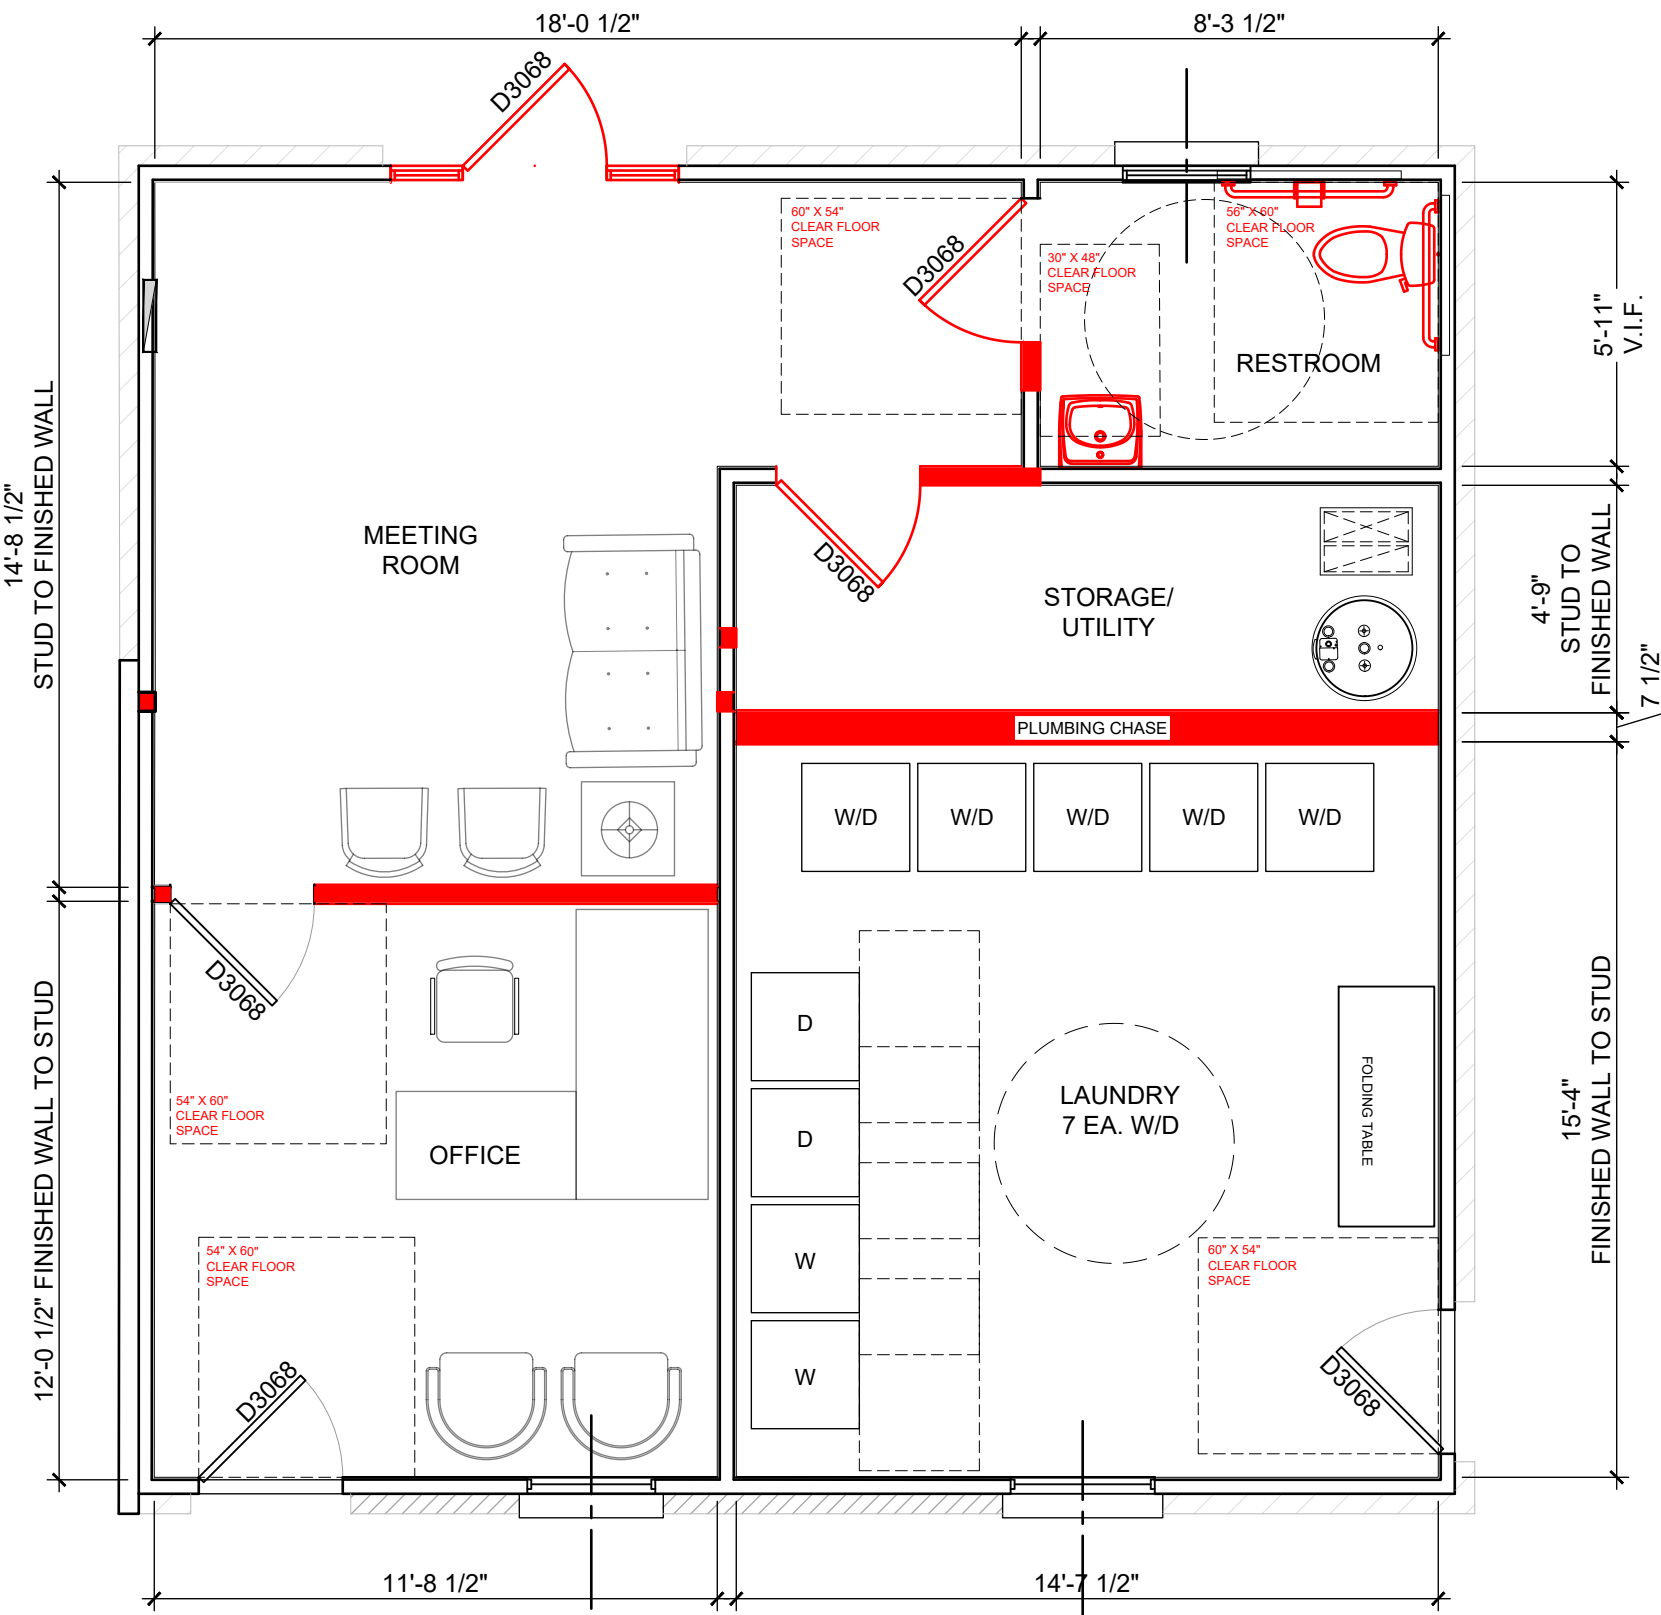 18'-0 1/2"
8'-3 1/2"
D3068
60" X 54"
CLEAR FLOOR
SPACE
D3068
56" X 60"
CLEAR FLOOR
SPACE
30" X 48"
CLEAR FLOOR
SPACE
RESTROOM
5'-11"
V.I.F.
14'-8 1/2"
STUD TO FINISHED WALL
MEETING
ROOM
D3068
STORAGE/
UTILITY
4'-9"
STUD TO
FINISHED WALL
7 1/2"
PLUMBING CHASE
W/D
W/D
W/D
W/D
W/D
D3068
54" X 60"
CLEAR FLOOR
SPACE
OFFICE
12'-0 1/2" FINISHED WALL TO STUD
D
D
W
W
LAUNDRY
7 EA. W/D
FOLDING TABLE
15'-4"
FINISHED WALL TO STUD
54" X 60"
CLEAR FLOOR
SPACE
60" X 54"
CLEAR FLOOR
SPACE
D3068
D3068
11'-8 1/2"
14'-7 1/2"